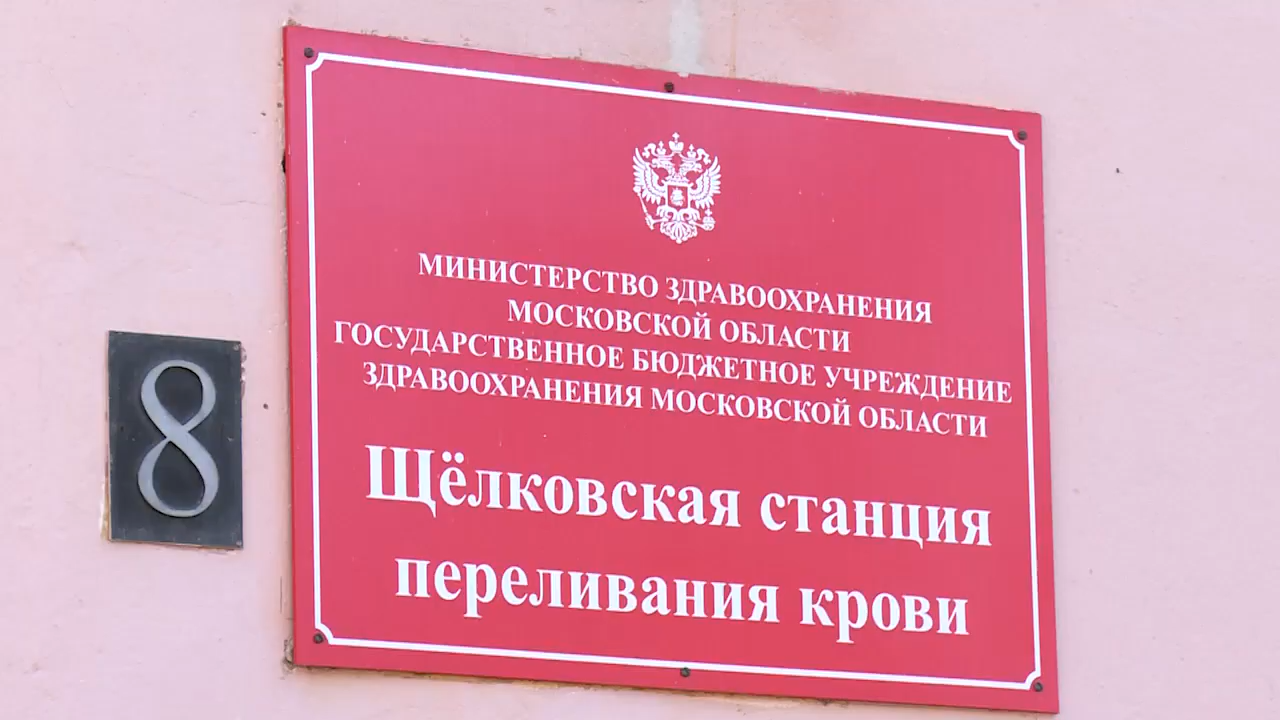 8
МИНИСТЕРСТВО ЗДРАВООХРАНЕНИЯ
МОСКОВСКОЙ ОБЛАСТИ
ГОСУДАРСТВЕННОЕ БЮДЖЕТНОЕ УЧРЕЖДЕНИЕ
ЗДРАВООХРАНЕНИЯ МОСКОВСКОЙ ОБЛАСТИ
Щёлковская станция
переливания крови